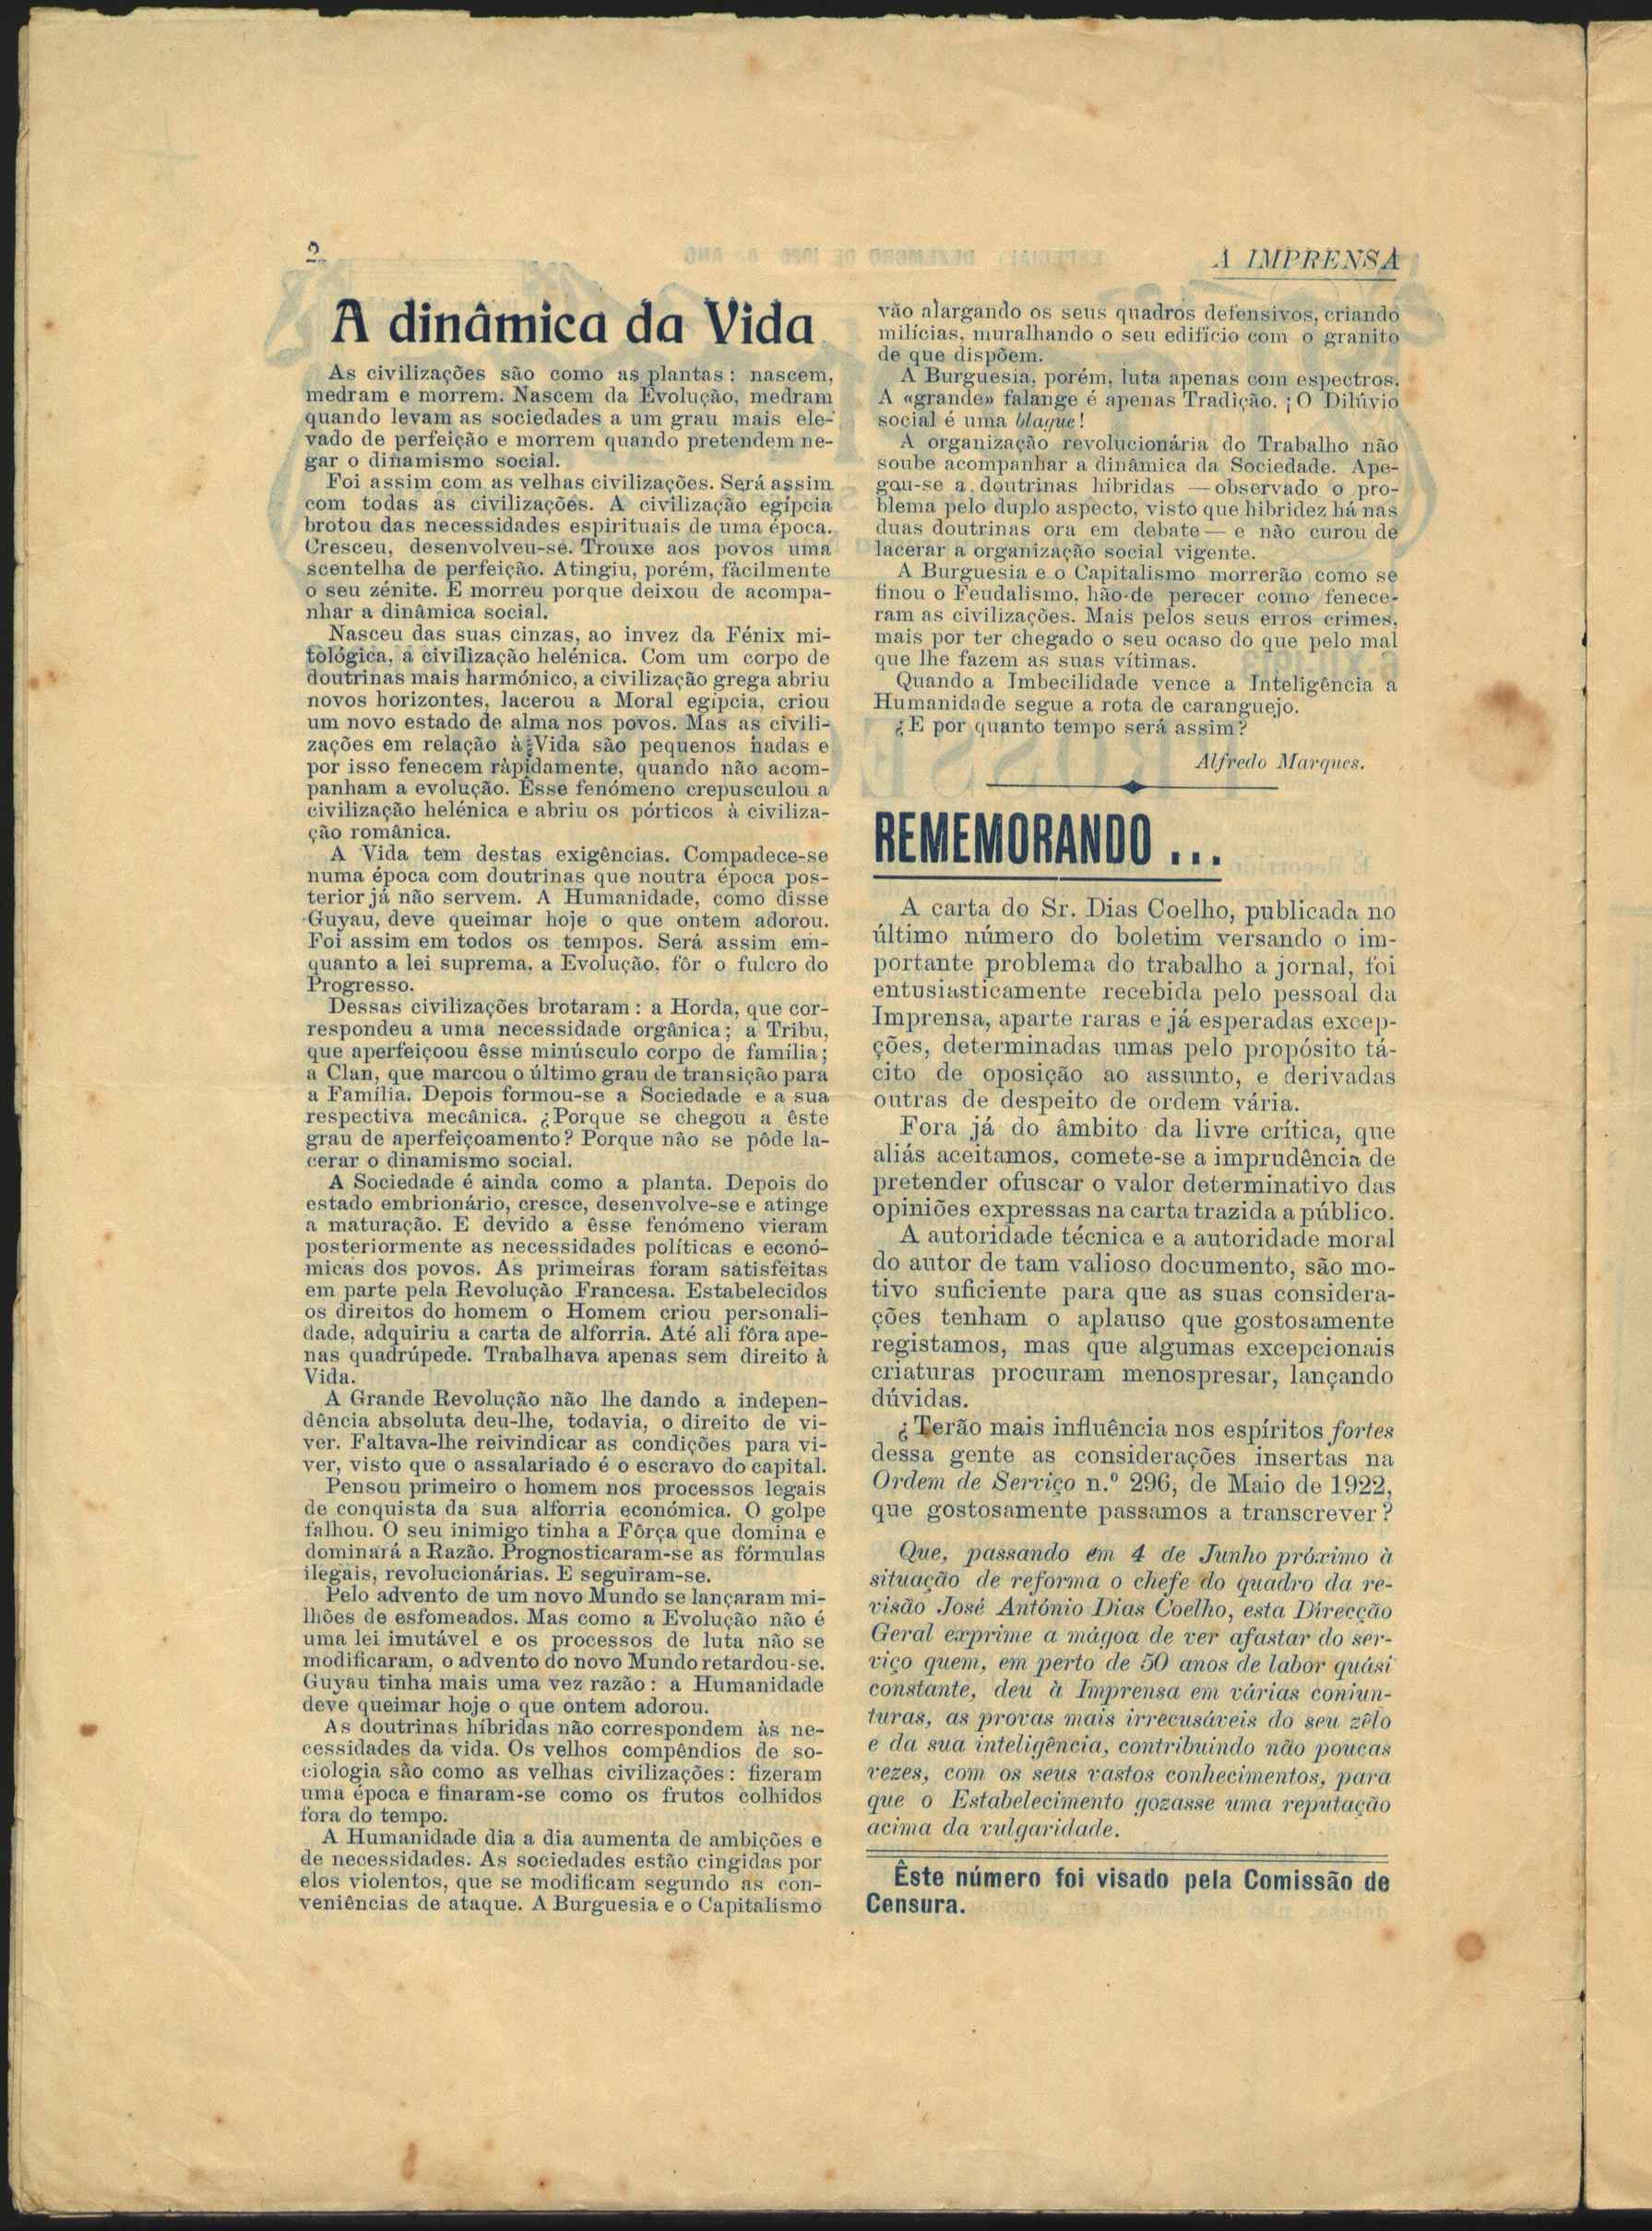 2
A IMPRENSA
A dinâmica da Vida
As civilizações são como as plantas: nascem,
medram e morrem. Nascem da Evolução, medram
quando levam as sociedades a um grau mais ele-
vado de perfeição e morrem quando pretendem ne-
gar o dinamismo social.
Foi assim com as velhas civilizações. Será assim
com todas as civilizações. A civilização egípcia
brotou das necessidades espirituais de uma época.
Cresceu, desenvolveu-se. Trouxe aos povos uma
scentelha de perfeição. Atingiu, porém, fàcilmente
o seu zénite. E morreu porque deixou de acompa-
nhar a dinâmica social.
Nasceu das suas cinzas, ao invez da Fénix mi-
tológica, a civilização helénica. Com um corpo de
doutrinas mais harmónico, a civilização grega abriu
novos horizontes, lacerou a Moral egípcia, criou
um novo estado de alma nos povos. Mas as civili-
zações em relação à Vida são pequenos nadas e
por isso fenecem ràpidamente, quando não acom-
panham a evolução. Êsse fenómeno crepusculou a
civilização helénica e abriu os pórticos à civiliza-
ção românica.
A Vida tem destas exigências. Compadece-se
numa época com doutrinas que noutra época pos-
terior já não servem. A Humanidade, como disse
Guyau, deve queimar hoje o que ontem adorou.
Foi assim em todos os tempos. Será assim em-
quanto a lei suprema, a Evolução, fôr o fulcro do
Progresso.
Dessas civilizações brotaram: a Horda, que cor-
respondeu a uma necessidade orgânica; a Tribu,
que aperfeiçoou êsse minúsculo corpo de família;
a Clan, que marcou o último grau de transição para
a Família. Depois formou-se a Sociedade e a sua
respectiva mecânica. ¿Porque se chegou a êste
grau de aperfeiçoamento? Porque não se pôde la-
cerar o dinamismo social.
A Sociedade é ainda como a planta. Depois do
estado embrionário, cresce, desenvolve-se e atinge
a maturação. E devido a êsse fenómeno vieram
posteriormente as necessidades políticas e econó-
micas dos povos. As primeiras foram satisfeitas
em parte pela Revolução Francesa. Estabelecidos
os direitos do homem o Homem criou personali-
dade, adquiriu a carta de alforria. Até ali fôra ape-
nas quadrúpede. Trabalhava apenas sem direito à
Vida.
A Grande Revolução não lhe dando a indepen-
dência absoluta deu-lhe, todavia, o direito de vi-
ver. Faltava-lhe reivindicar as condições para vi-
ver, visto que o assalariado é o escravo do capital.
Pensou primeiro o homem nos processos legais
de conquista da sua alforria económica. O golpe
falhou. O seu inimigo tinha a Fôrça que domina e
dominará a Razão. Prognosticaram-se as fórmulas
ilegais, revolucionárias. E seguiram-se.
Pelo advento de um novo Mundo se lançaram mi-
lhões de esfomeados. Mas como a Evolução não é
uma lei imutável e os processos de luta não se
modificaram, o advento do novo Mundo retardou-se.
Guyau tinha mais uma vez razão: a Humanidade
deve queimar hoje o que ontem adorou.
As doutrinas híbridas não correspondem às ne-
cessidades da vida. Os velhos compêndios de so-
ciologia são como as velhas civilizações: fizeram
uma época e finaram-se como os frutos colhidos
fora do tempo.
A Humanidade dia a dia aumenta de ambições e
de necessidades. As sociedades estão cingidas por
elos violentos, que se modificam segundo as con-
veniências de ataque. A Burguesia e o Capitalismo
vão alargando os seus quadros defensivos, criando
milícias, muralhando o seu edifício com o granito
de que dispõem.
A Burguesia, porém, luta apenas com espectros.
A «grande» falange é apenas Tradição. ¡O Dilúvio
social é uma blague!
A organização revolucionária do Trabalho não
soube acompanhar a dinâmica da Sociedade. Ape-
gou-se a doutrinas híbridas — observado o pro-
blema pelo duplo aspecto, visto que hibridez há nas
duas doutrinas ora em debate — e não curou de
lacerar a organização social vigente.
A Burguesia e o Capitalismo morrerão como se
finou o Feudalismo, hão-de perecer como fenece-
ram as civilizações. Mais pelos seus erros crimes,
mais por ter chegado o seu ocaso do que pelo mal
que lhe fazem as suas vítimas.
Quando a Imbecilidade vence a Inteligência a
Humanidade segue a rota de caranguejo.
¿E por quanto tempo será assim?
Alfredo Marques.
REMEMORANDO ...
A carta do Sr. Dias Coelho, publicada no
último número do boletim versando o im-
portante problema do trabalho a jornal, foi
entusiasticamente recebida pelo pessoal da
Imprensa, aparte raras e já esperadas excep-
ções, determinadas umas pelo propósito tá-
cito de oposição ao assunto, e derivadas
outras de despeito de ordem vária.
Fora já do âmbito da livre crítica, que
aliás aceitamos, comete-se a imprudência de
pretender ofuscar o valor determinativo das
opiniões expressas na carta trazida a público.
A autoridade técnica e a autoridade moral
do autor de tam valioso documento, são mo-
tivo suficiente para que as suas considera-
ções tenham o aplauso que gostosamente
registamos, mas que algumas excepcionais
criaturas procuram menospresar, lançando
dúvidas.
¿Terão mais influência nos espíritos fortes
dessa gente as considerações insertas na
Ordem de Serviço n.º 296, de Maio de 1922,
que gostosamente passamos a transcrever?
Que, passando em 4 de Junho próximo à
situação de reforma o chefe do quadro da re-
visão José António Dias Coelho, esta Direcção
Geral exprime a mágoa de ver afastar do ser-
viço quem, em perto de 50 anos de labor quási
constante, deu à Imprensa em várias conjun-
turas, as provas mais irrecusáveis do seu zêlo
e da sua inteligência, contribuindo não poucas
vezes, com os seus vastos conhecimentos, para
que o Estabelecimento gozasse uma reputação
acima da vulgaridade.
Êste número foi visado pela Comissão de
Censura.